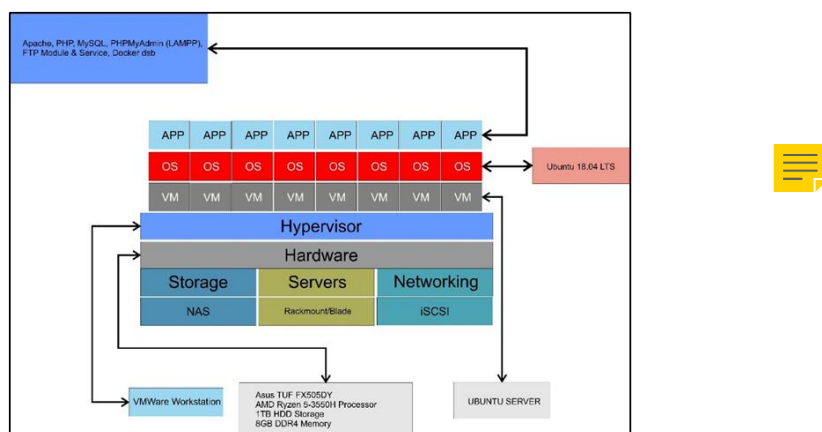 Apache, PHP, MySQL, PHPMyAdmin (LAMPP),
FTP Module & Service, Docker dsb
APP APP APP APP APP APP APP APP
OS OS OS OS OS OS OS OS
Ubuntu 18.04 LTS
VM VM VM VM VM VM VM VM
Hypervisor
Hardware
Storage Servers Networking
NAS Rackmount/Blade iSCSI
VMWare Workstation
Asus TUF FX505DY
AMD Ryzen 5-3550H Processor
1TB HDD Storage
8GB DDR4 Memory
UBUNTU SERVER